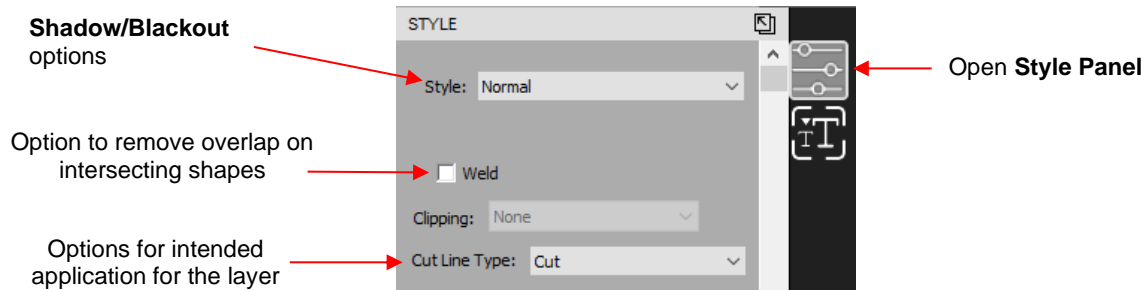 Shadow/Blackout
options
STYLE
Open Style Panel
Style: Normal
TT
Option to remove overlap on
intersecting shapes
Weld
Clipping: None
Options for intended
application for the layer
Cut Line Type: Cut